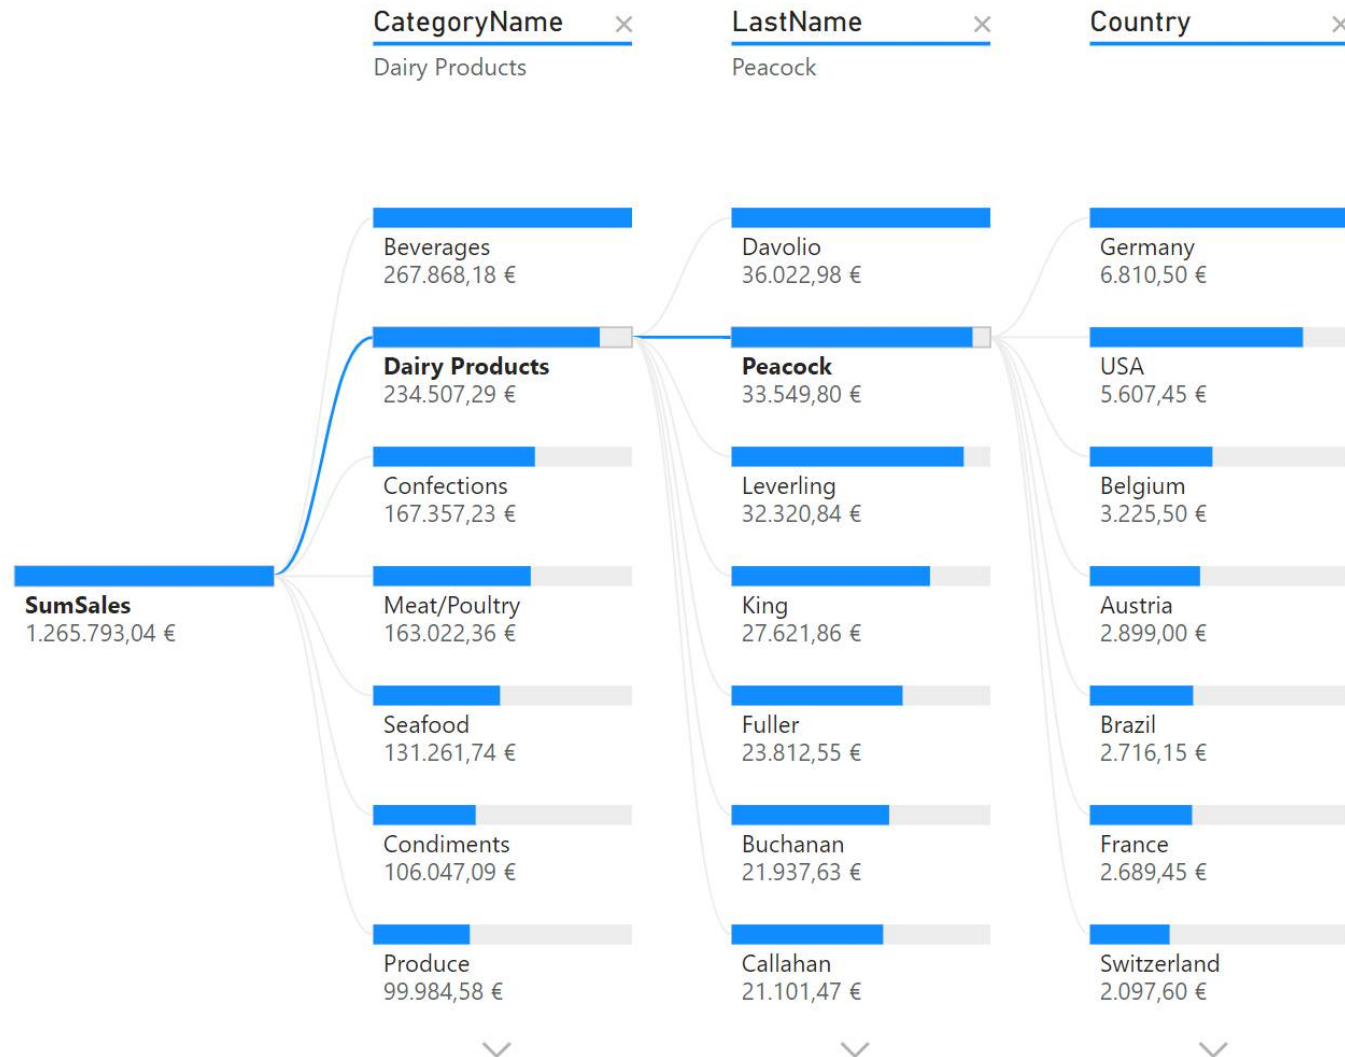 CategoryName
Dairy Products
LastName
Peacock
Country
SumSales
1.265.793,04 €
Beverages
267.868,18 €
Dairy Products
234.507,29 €
Confections
167.357,23 €
Meat/Poultry
163.022,36 €
Seafood
131.261,74 €
Condiments
106.047,09 €
Produce
99.984,58 €
Davolio
36.022,98 €
Peacock
33.549,80 €
Leverling
32.320,84 €
King
27.621,86 €
Fuller
23.812,55 €
Buchanan
21.937,63 €
Callahan
21.101,47 €
Germany
6.810,50 €
USA
5.607,45 €
Belgium
3.225,50 €
Austria
2.899,00 €
Brazil
2.716,15 €
France
2.689,45 €
Switzerland
2.097,60 €